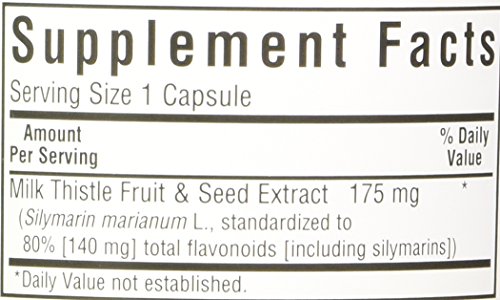 Supplement Facts
Serving Size 1 Capsule
Amount % Daily
Per Serving Value
Milk Thistle Fruit & Seed Extract 175 mg *
(Silymarin marianum L., standardized to
80% [140 mg] total flavonoids [including silymarins])
*Daily Value not established.